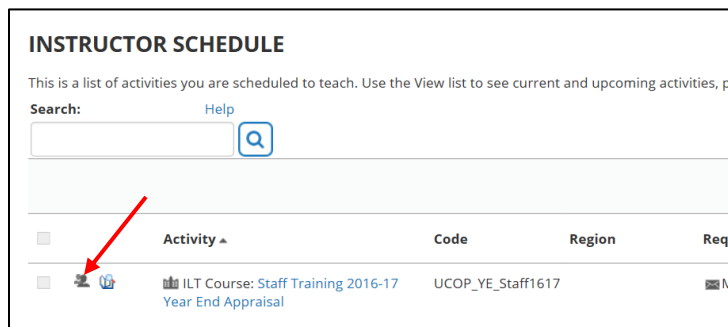 INSTRUCTOR SCHEDULE
This is a list of activities you are scheduled to teach. Use the View list to see current and upcoming activities, p
Search: Help
Activity Code Region Req
ILT Course: Staff Training 2016-17 UCOP_YE_Staff1617 M
Year End Appraisal